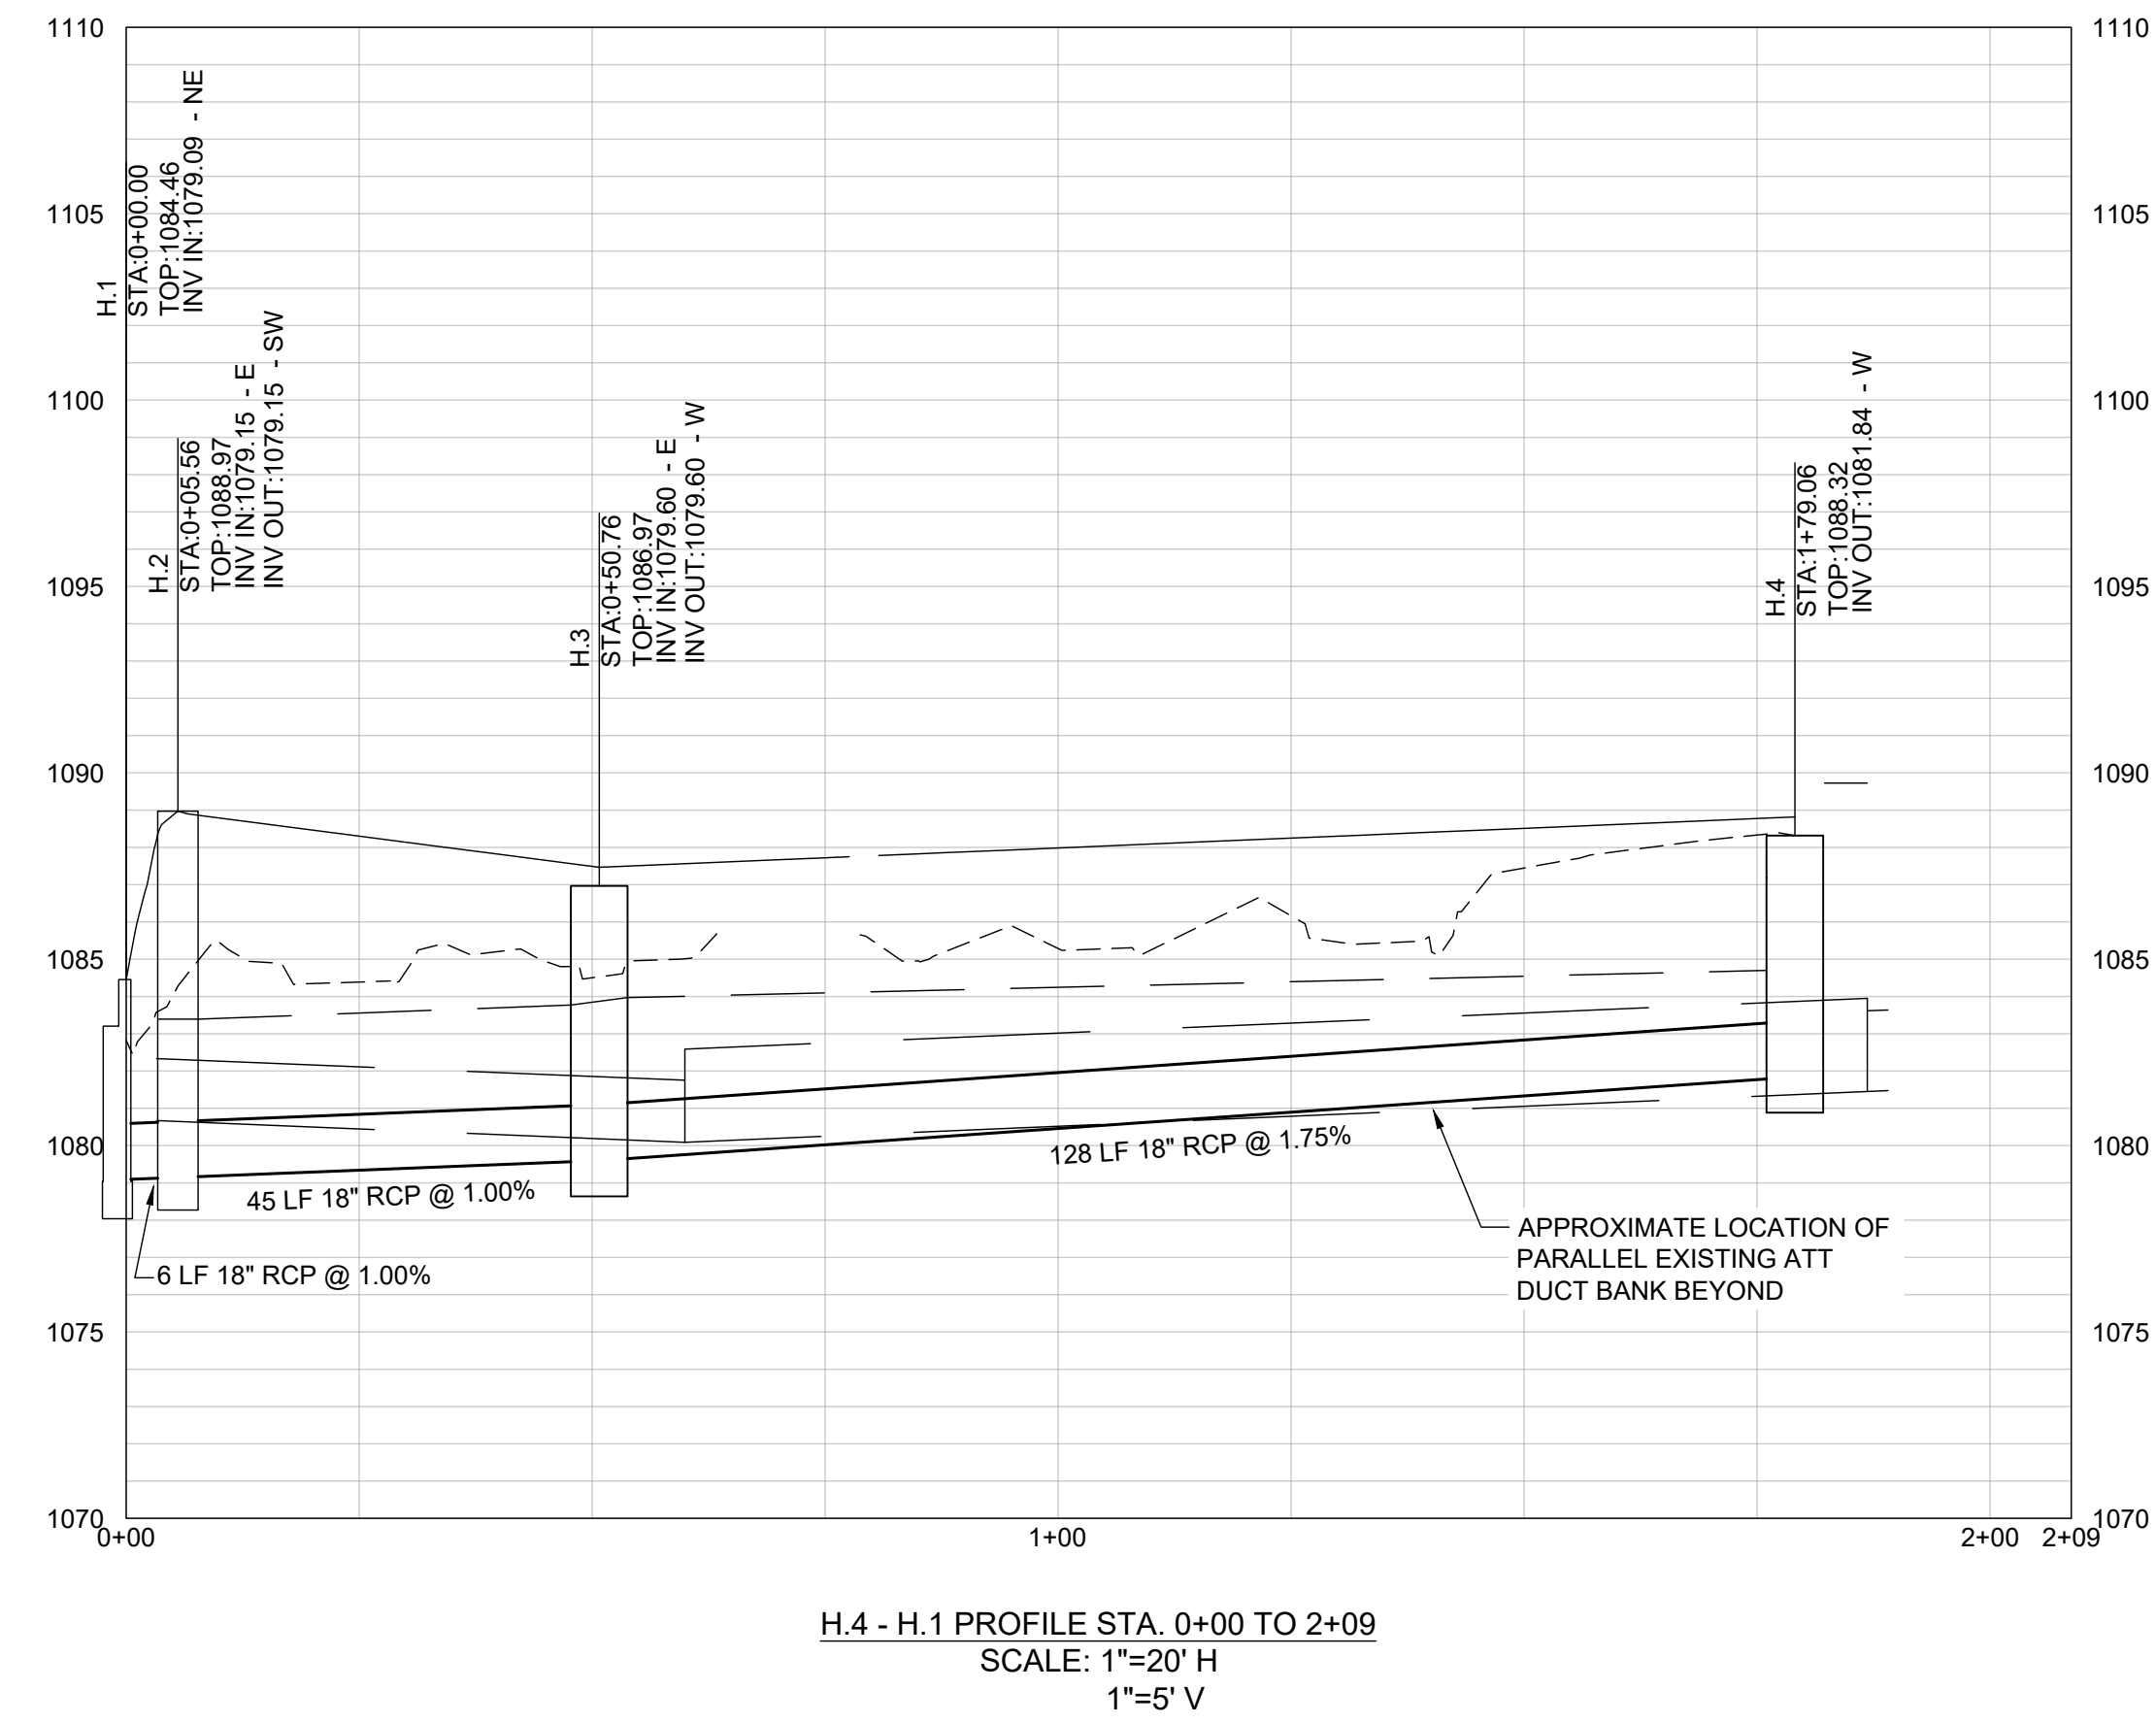 1110
1105
1100
1095
1090
1085
1080
1075
1070
1110
1105
1100
1095
1090
1085
1080
1075
1070
H.1
STA:0+00.00
TOP:1084.46
INV IN:1079.09 - NE
H.2
STA:0+05.56
TOP:1088.97
INV IN:1079.15 - E
INV OUT:1079.15 - SW
H.3
STA:0+50.76
TOP:1086.97
INV IN:1079.60 - E
INV OUT:1079.60 - W
H.4
STA:1+79.06
TOP:1088.32
INV OUT:1081.84 - W
128 LF 18" RCP @ 1.75%
45 LF 18" RCP @ 1.00%
6 LF 18" RCP @ 1.00%
APPROXIMATE LOCATION OF
PARALLEL EXISTING ATT
DUCT BANK BEYOND
0+00
1+00
2+00
2+09
H.4 - H.1 PROFILE STA. 0+00 TO 2+09
SCALE: 1"=20' H
1"=5' V